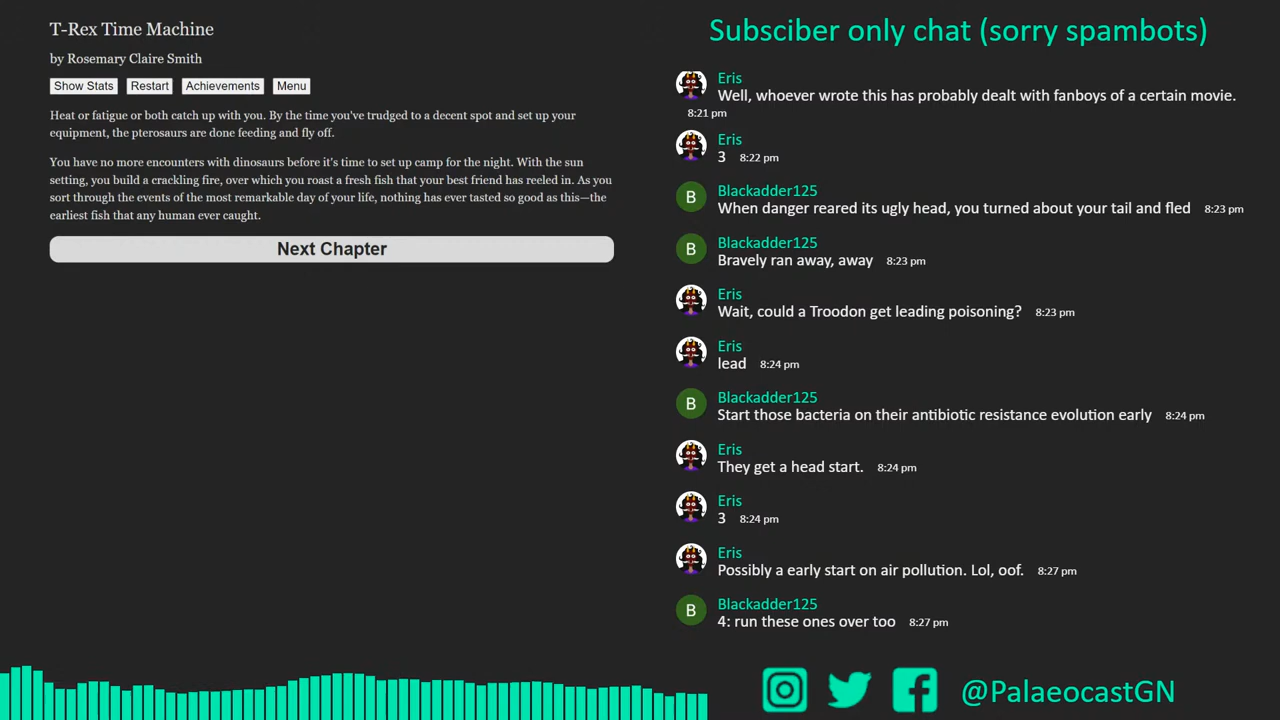 T-Rex Time Machine
by Rosemary Claire Smith
Show Stats Restart Achievements Menu
Heat or fatigue or both catch up with you. By the time you've trudged to a decent spot and set up your
equipment, the pterosaurs are done feeding and fly off.
You have no more encounters with dinosaurs before it's time to set up camp for the night. With the sun
setting, you build a crackling fire, over which you roast a fresh fish that your best friend has reeled in. As you
sort through the events of the most remarkable day of your life, nothing has ever tasted so good as this—the
earliest fish that any human ever caught.
Next Chapter
Subsciber only chat (sorry spambots)
Eris
Well, whoever wrote this has probably dealt with fanboys of a certain movie.
8:21 pm
Eris
3 8:22 pm
B Blackadder125
When danger reared its ugly head, you turned about your tail and fled 8:23 pm
B Blackadder125
Bravely ran away, away 8:23 pm
Eris
Wait, could a Troodon get leading poisoning? 8:23 pm
Eris
lead 8:24 pm
B Blackadder125
Start those bacteria on their antibiotic resistance evolution early 8:24 pm
Eris
They get a head start. 8:24 pm
Eris
3 8:24 pm
Eris
Possibly a early start on air pollution. Lol, oof. 8:27 pm
B Blackadder125
4: run these ones over too 8:27 pm
@PalaeocastGN